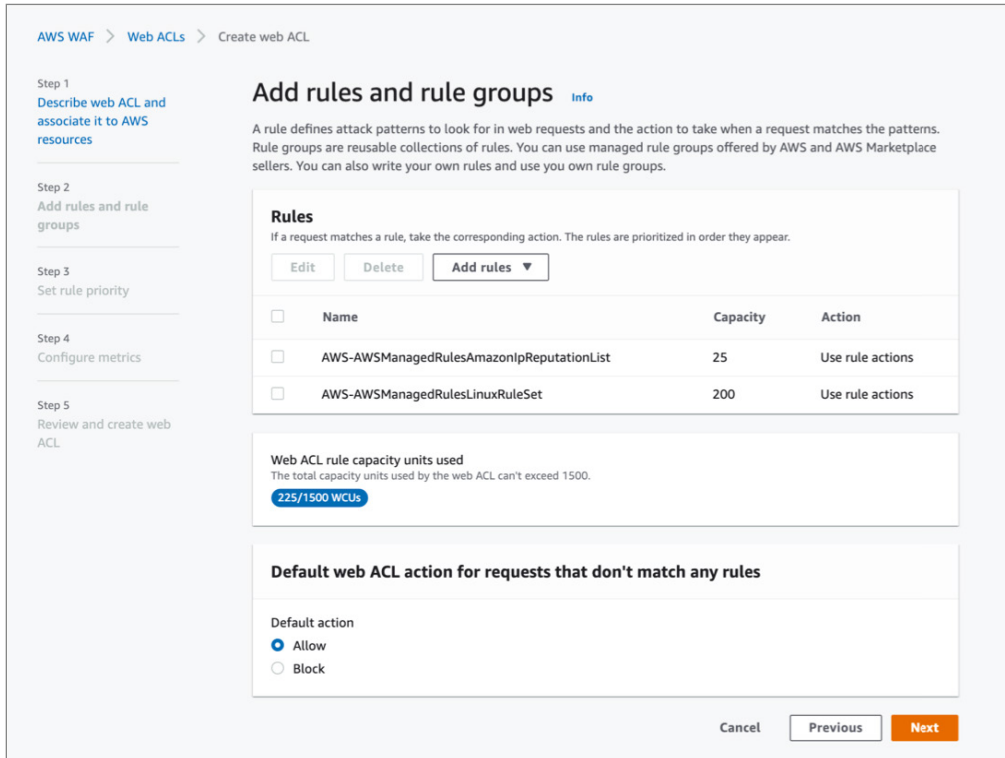 AWS WAF > Web ACLs > Create web ACL
Step 1
Describe web ACL and
associate it to AWS
resources
Step 2
Add rules and rule
groups
Step 3
Set rule priority
Step 4
Configure metrics
Step 5
Review and create web
ACL
Add rules and rule groups Info
A rule defines attack patterns to look for in web requests and the action to take when a request matches the patterns.
Rule groups are reusable collections of rules. You can use managed rule groups offered by AWS and AWS Marketplace
sellers. You can also write your own rules and use you own rule groups.
Rules
If a request matches a rule, take the corresponding action. The rules are prioritized in order they appear.
Edit Delete Add rules ▼
Name Capacity Action
AWS-AWSManagedRulesAmazonIpReputationList 25 Use rule actions
AWS-AWSManagedRulesLinuxRuleSet 200 Use rule actions
Web ACL rule capacity units used
The total capacity units used by the web ACL can't exceed 1500.
225/1500 WCUs
Default web ACL action for requests that don't match any rules
Default action
Allow
Block
Cancel Previous Next